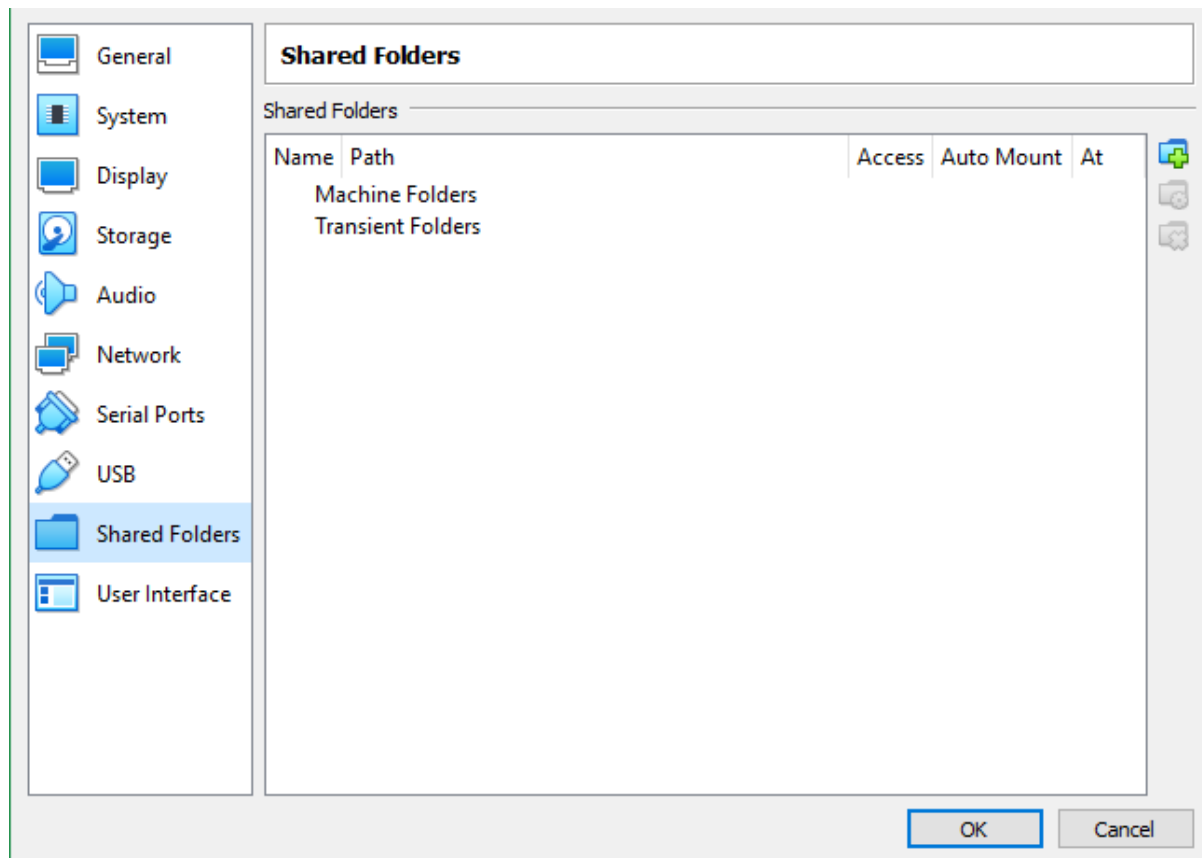 General
System
Display
Storage
Audio
Network
Serial Ports
USB
Shared Folders
User Interface
Shared Folders
Shared Folders
Name Path Access Auto Mount At
Machine Folders
Transient Folders
OK Cancel